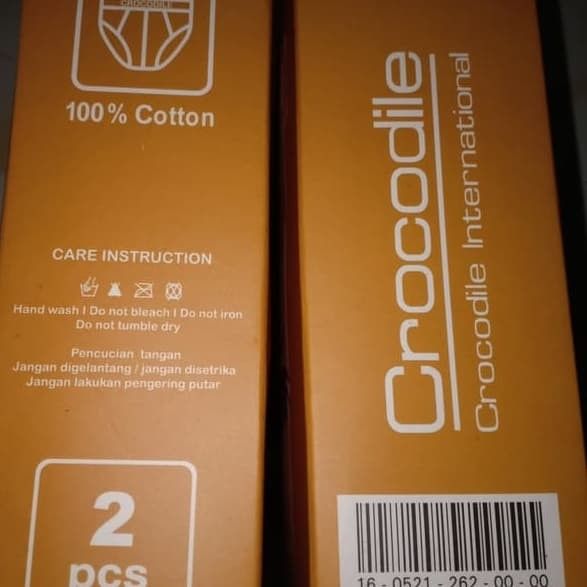 CROCODILE
100% Cotton
CARE INSTRUCTION
Hand wash I Do not bleach I Do not iron
Do not tumble dry
Pencucian tangan
Jangan digelantang / jangan disetrika
Jangan lakukan pengering putar
2
pcs
Crocodile
Crocodile International
16-0521-262-00-00